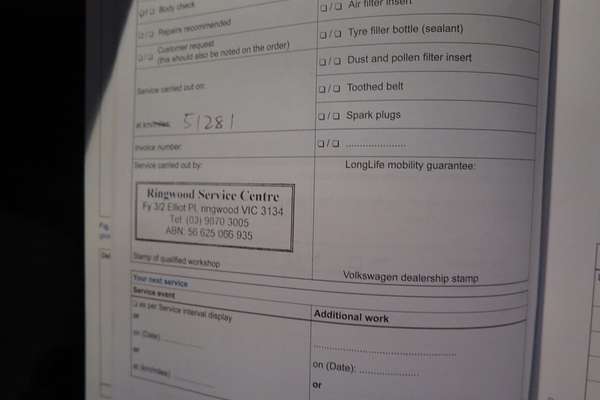 ❏/❏ Body check
❏/❏ Repairs recommended
❏/❏ Customer request
(this should also be noted on the order)
Service carried out on:
at km/miles: 51281
Invoice number:
Service carried out by:
Ringwood Service Centre
Fy 3/2 Elliot Pl, ringwood VIC 3134
Tel (03) 9870 3005
ABN: 56 625 066 935
Stamp of qualified workshop
❏/❏ Air filter insert
❏/❏ Tyre filler bottle (sealant)
❏/❏ Dust and pollen filter insert
❏/❏ Toothed belt
❏/❏ Spark plugs
❏/❏ ......................
LongLife mobility guarantee:
Volkswagen dealership stamp
Your next service
Service event
❏ as per Service interval display
or
on (Date) ..............
or
at (km/miles) ..............
Additional work
.....................................................
on (Date): ......................
or